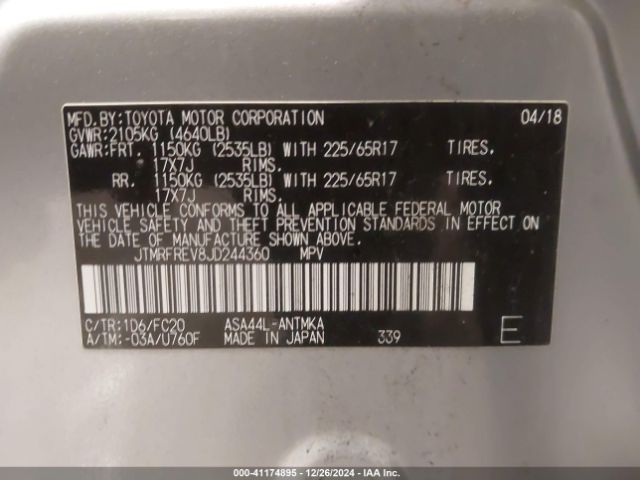 MFD.BY:TOYOTA MOTOR CORPORATION 04/18
GVWR:2105KG (4640LB)
GAWR:FRT. 1150KG (2535LB) WITH 225/65R17 TIRES,
17X7J RIMS.
RR. 1150KG (2535LB) WITH 225/65R17 TIRES,
17X7J RIMS.
THIS VEHICLE CONFORMS TO ALL APPLICABLE FEDERAL MOTOR
VEHICLE SAFETY AND THEFT PREVENTION STANDARDS IN EFFECT ON
THE DATE OF MANUFACTURE SHOWN ABOVE.
JTMRFREV8JD244360 MPV
C/TR:1D6/FC20 ASA44L-ANTMKA
A/TM:-03A/U760F MADE IN JAPAN 339 E
000-41174895 - 12/26/2024 - IAA Inc.